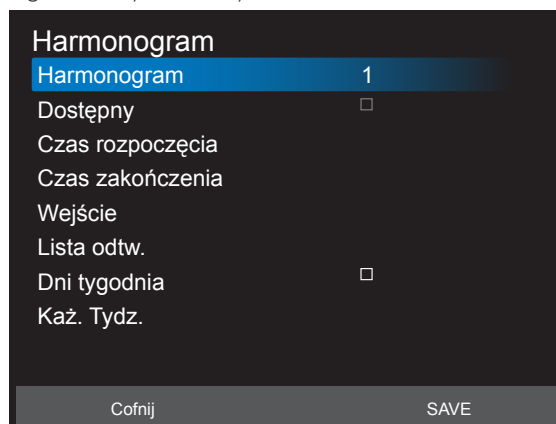 Harmonogram
Harmonogram 1
Dostępny
Czas rozpoczęcia
Czas zakończenia
Wejście
Lista odtw.
Dni tygodnia
Każ. Tydz.
Cofnij SAVE